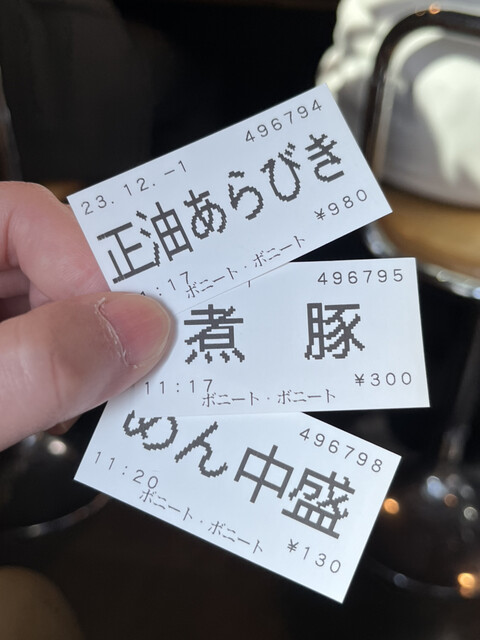 496794
23.12.-1
正油あらびき
¥980
:17 ボニート・ボニート
496795
煮 豚
¥300
11:17 ボニート・ボニート
496798
めん中盛
11:20
ボニート・ボニート
¥130